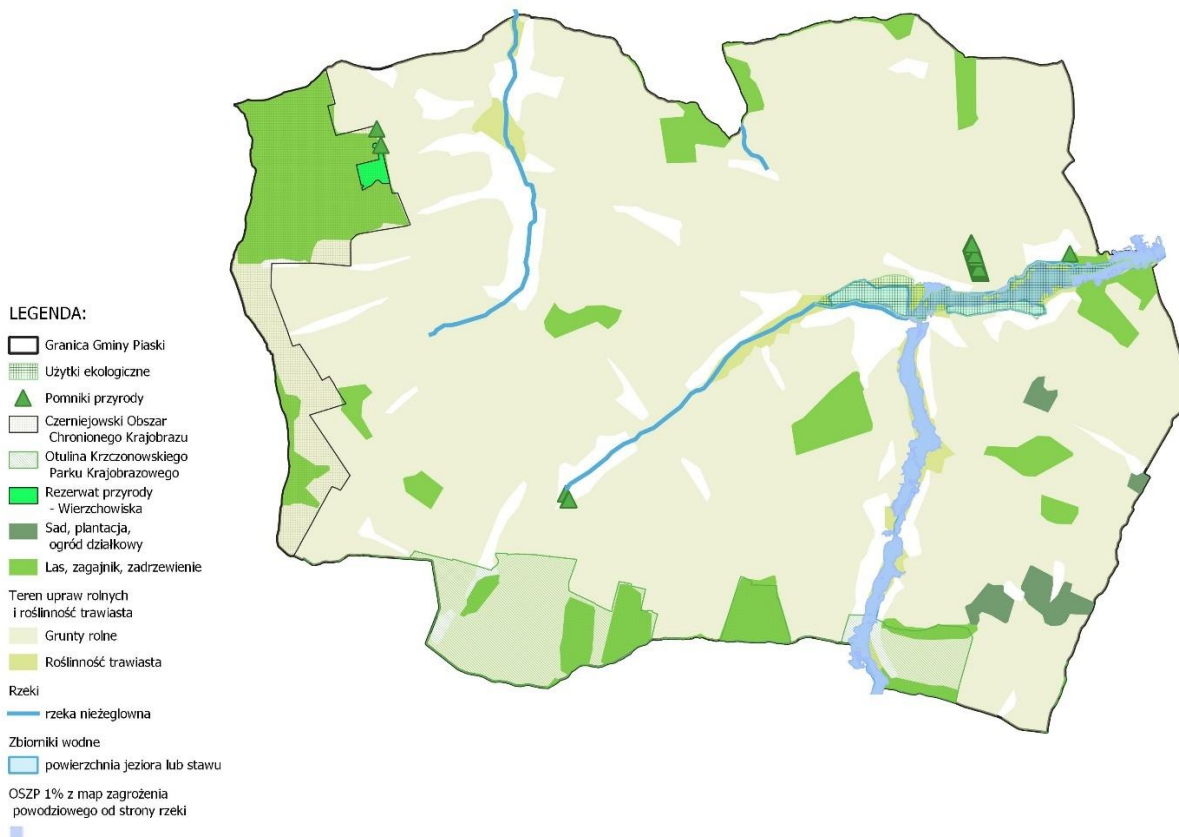 LEGENDA:
Granica Gminy Piaski
Użytki ekologiczne
Pomniki przyrody
Czerniejowski Obszar
Chronionego Krajobrazu
Otulina Krzczonowskiego
Parku Krajobrazowego
Rezerwat przyrody
- Wierzchowiska
Sad, plantacja,
ogród działkowy
Las, zagajnik, zadrzewienie
Teren upraw rolnych
i roślinność trawiasta
Grunty rolne
Roślinność trawiasta
Rzeki
rzeka nieżeglowna
Zbiorniki wodne
powierzchnia jeziora lub stawu
OSZP 1% z map zagrożenia
powodziowego od strony rzeki